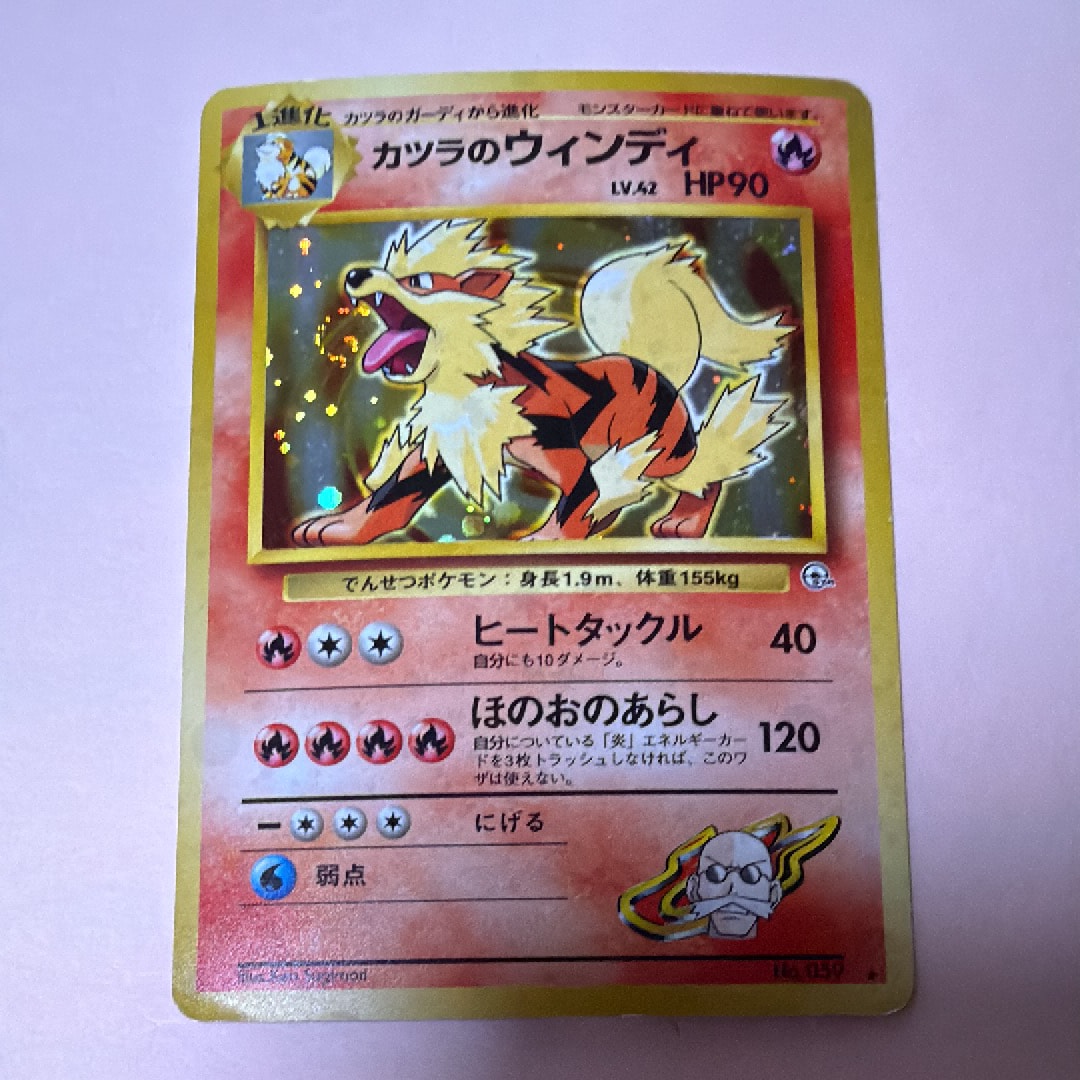 1進化 カツラのガーディから進化 モンスターカードに重ねて使います。
カツラのウィンディ
LV.42 HP90
でんせつポケモン：身長1.9m、体重155kg
ヒートタックル 40
自分にも10ダメージ。
ほのおのあらし 120
自分についている「炎」エネルギーカー
ドを3枚トラッシュしなければ、このワ
ザは使えない。
にげる
弱点
Illus. Ken Sugimori No. 059